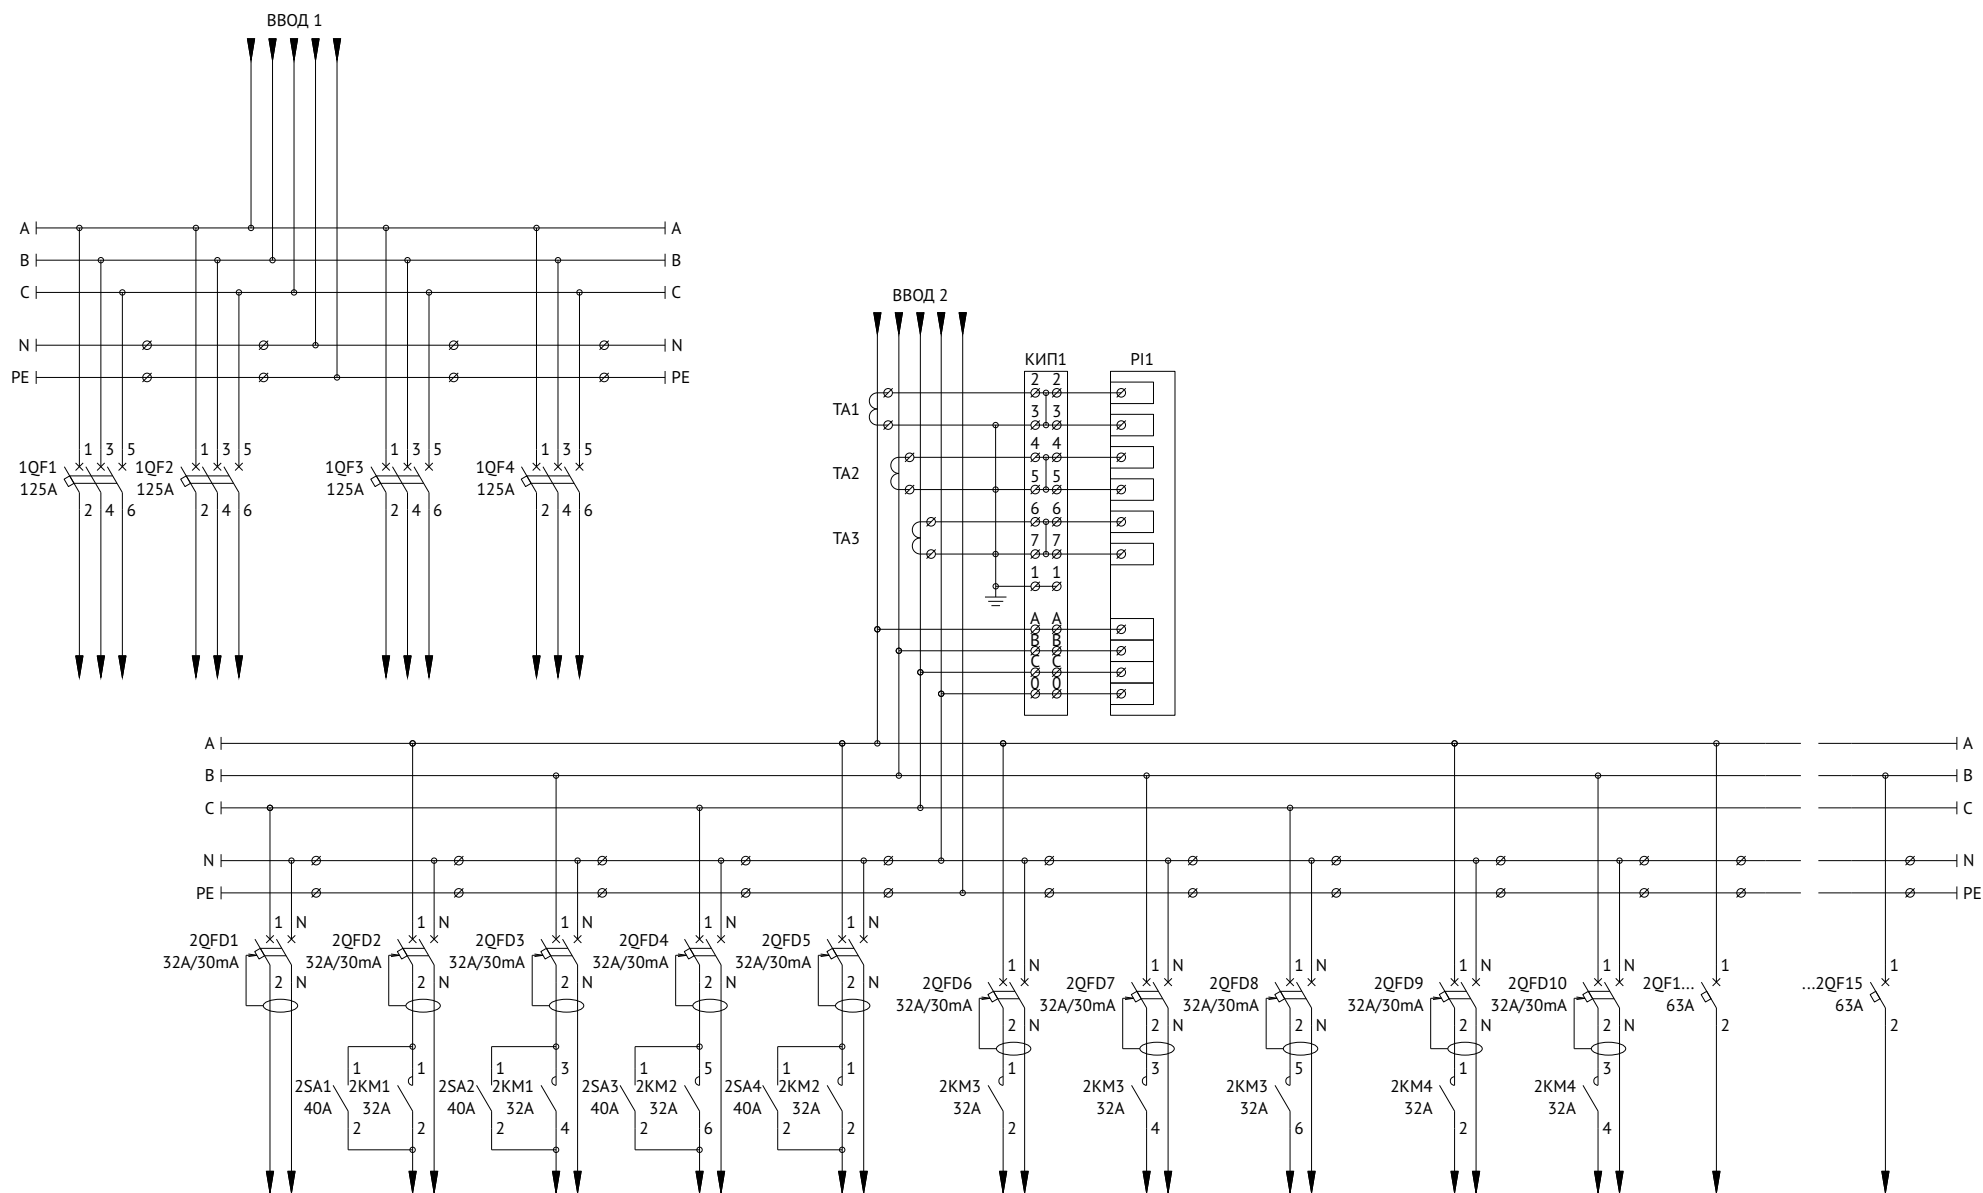 ВВОД 1
A A
B B
C C
N N
PE PE
1 3 5 1 3 5 1 3 5 1 3 5
1QF1 1QF2 1QF3 1QF4
125A 125A 125A 125A
2 4 6 2 4 6 2 4 6 2 4 6
ВВОД 2
КИП1 PI1
2 2
TA1
3 3
4 4
TA2
5 5
6 6
TA3
7 7
1 1
A A
B B
C C
0 0
A A
B B
C C
N N
PE PE
1 N 1 N 1 N 1 N 1 N
2QFD1 2QFD2 2QFD3 2QFD4 2QFD5
32A/30mA 32A/30mA 32A/30mA 32A/30mA 32A/30mA
2 N 2 N 2 N 2 N 2 N
1 N 1 N 1 N 1 N 1 N 1 1
2QFD6 2QFD7 2QFD8 2QFD9 2QFD10 2QF1... ...2QF15
32A/30mA 32A/30mA 32A/30mA 32A/30mA 32A/30mA 63A 63A
2 N 2 N 2 N 2 N 2 N 2 2
1 1 1 3 1 5 1 1 1 3 5 1 3
2SA1 2KM1 2SA2 2KM1 2SA3 2KM2 2SA4 2KM2 2KM3 2KM3 2KM3 2KM4 2KM4
40A 32A 40A 32A 40A 32A 40A 32A 32A 32A 32A 32A 32A
2 2 2 4 2 6 2 2 2 4 6 2 4